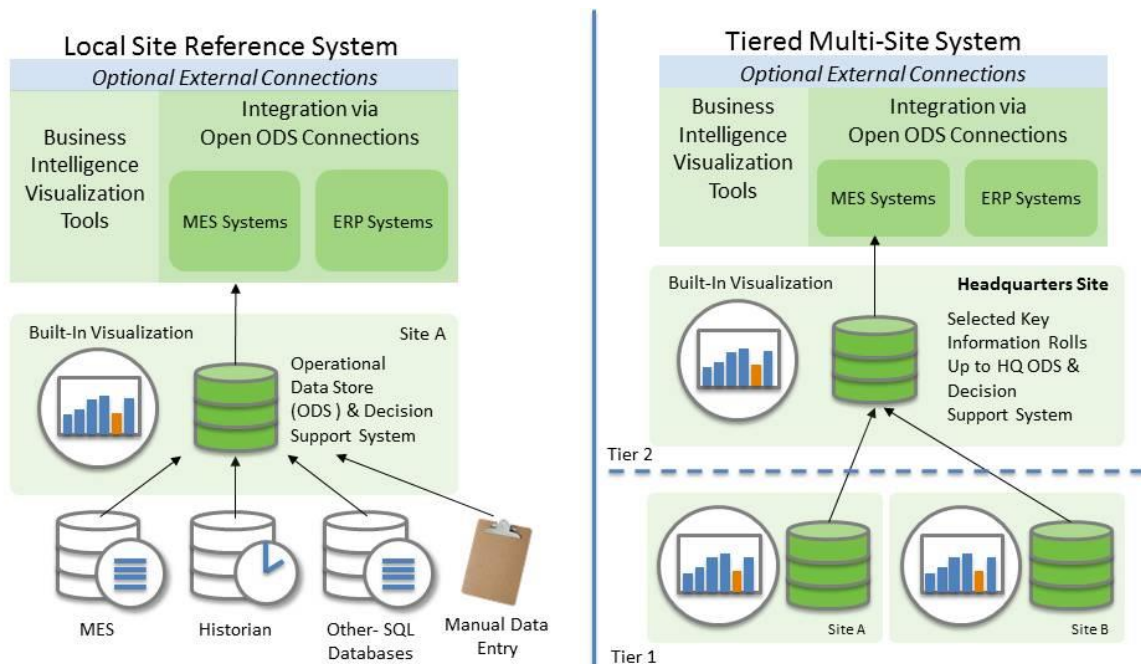 Local Site Reference System
Optional External Connections
Business
Intelligence
Visualization
Tools
Integration via
Open ODS Connections
MES Systems
ERP Systems
Built-In Visualization
Site A
Operational
Data Store
(ODS ) & Decision
Support System
MES
Historian
Other- SQL
Databases
Manual Data
Entry
Tiered Multi-Site System
Optional External Connections
Business
Intelligence
Visualization
Tools
Integration via
Open ODS Connections
MES Systems
ERP Systems
Built-In Visualization
Headquarters Site
Selected Key
Information Rolls
Up to HQ ODS &
Decision
Support System
Tier 2
Site A
Site B
Tier 1